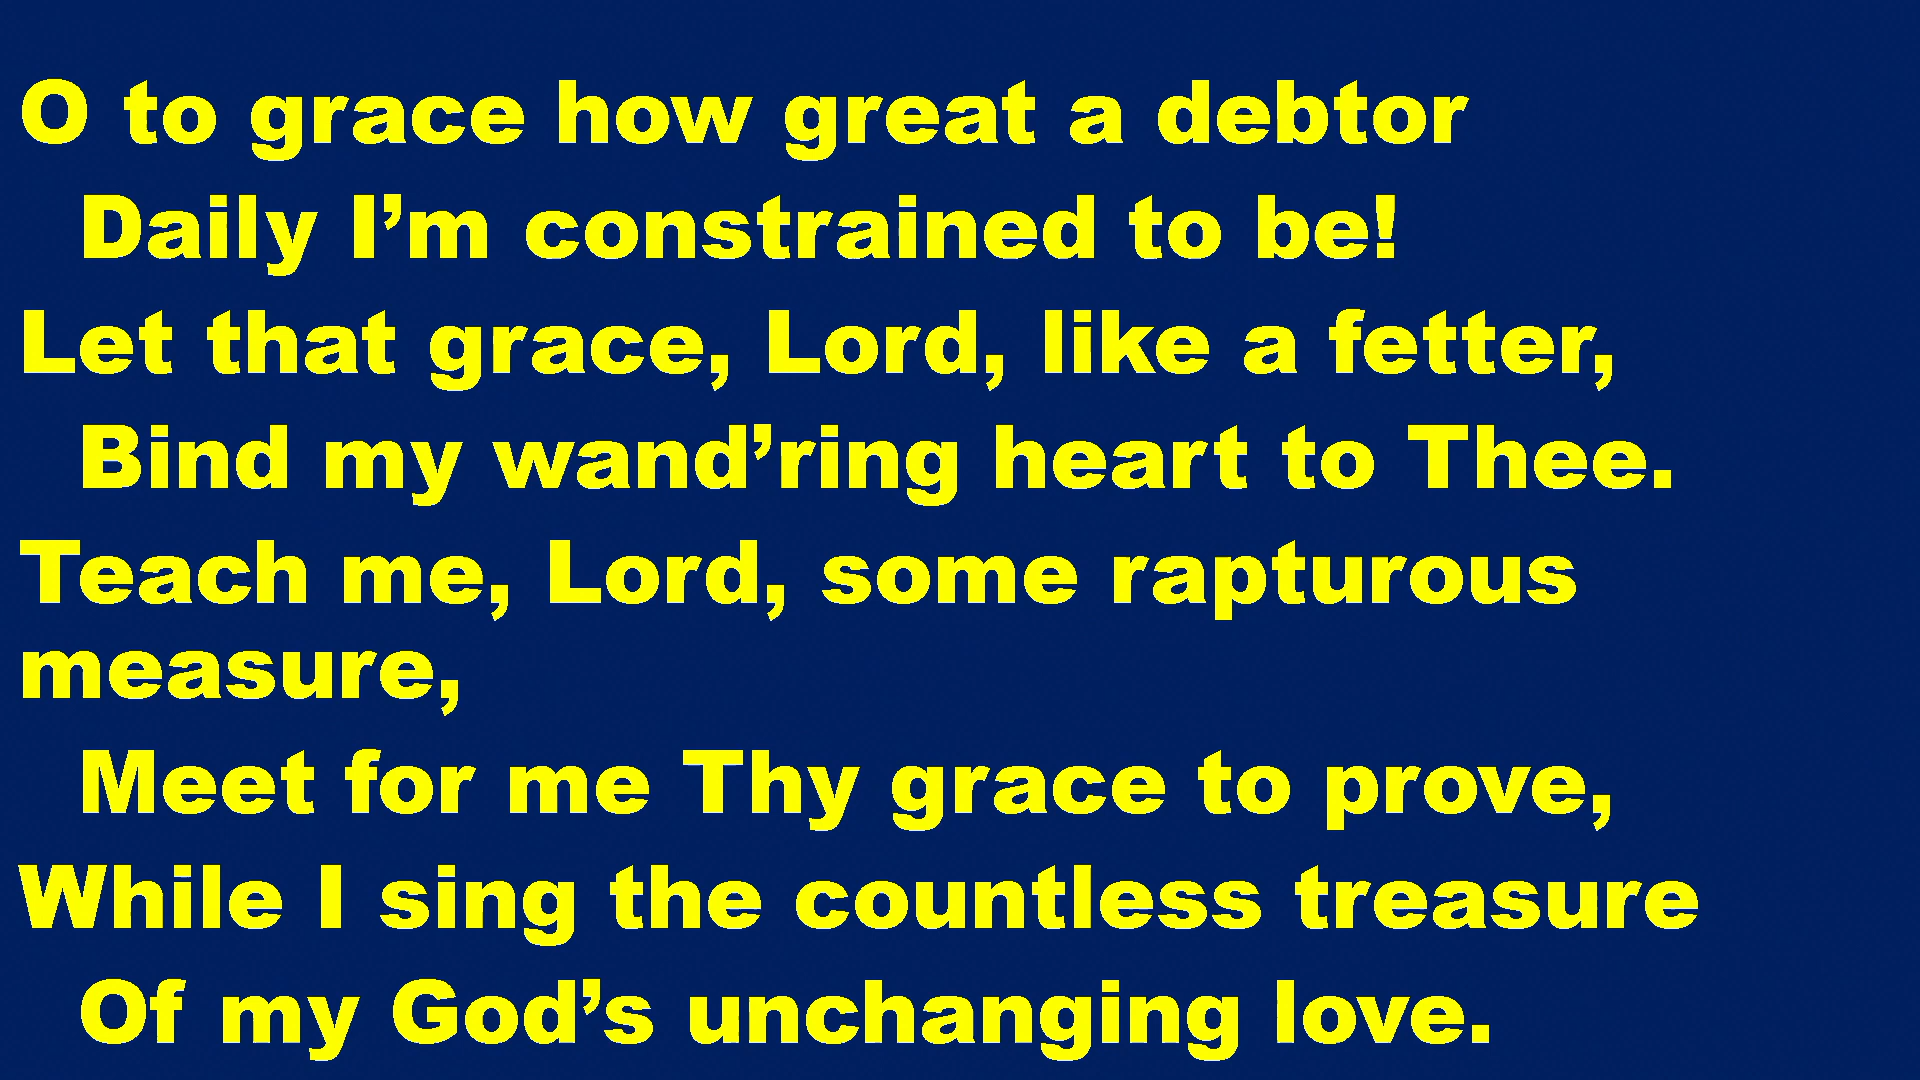 O to grace how great a debtor
Daily I’m constrained to be!
Let that grace, Lord, like a fetter,
Bind my wand’ring heart to Thee.
Teach me, Lord, some rapturous
measure,
Meet for me Thy grace to prove,
While I sing the countless treasure
Of my God’s unchanging love.